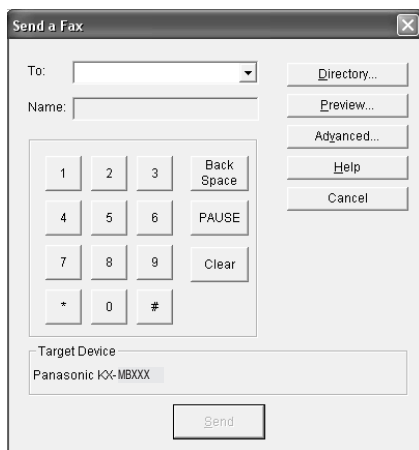 Send a Fax
To:
Name:
Directory...
Preview...
Advanced...
Help
Cancel
1 2 3 Back Space
4 5 6 PAUSE
7 8 9 Clear
* 0 #
Target Device
Panasonic KX-MBXXX
Send